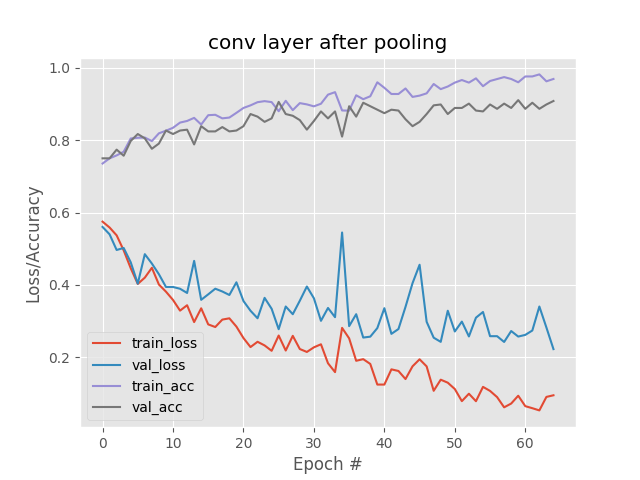 conv layer after pooling
1.0
0.8
0.6
0.4
0.2
Loss/Accuracy
train_loss
val_loss
train_acc
val_acc
0 10 20 30 40 50 60
Epoch #